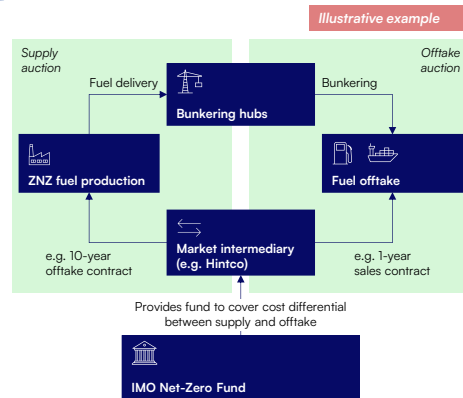 Illustrative example
Supply
auction
Offtake
auction
Fuel delivery
Bunkering
Bunkering hubs
ZNZ fuel production
Fuel offtake
Market intermediary
(e.g. Hintco)
e.g. 10-year
offtake contract
e.g. 1-year
sales contract
Provides fund to cover cost differential
between supply and offtake
IMO Net-Zero Fund